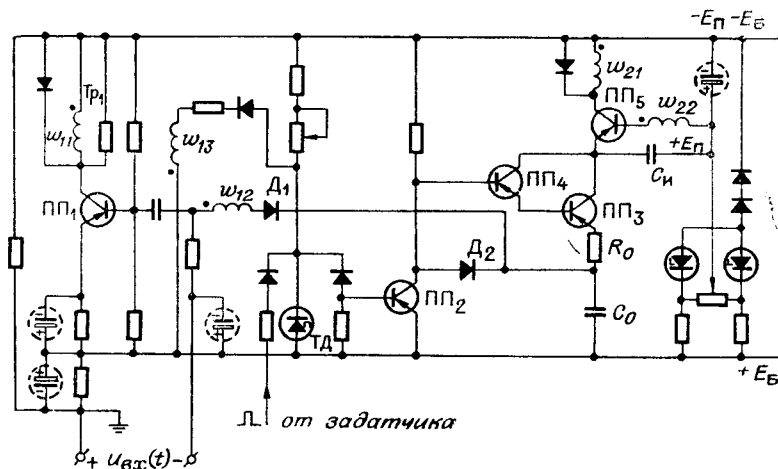 -Eп -Eб
Тр₁
w₁₁
w₁₃
w₂₁
ПП₅
w₂₂
+Eп
Cи
ПП₁
w₁₂
Д₁
ПП₄
ПП₃
Д₂
R₀
ПП₂
C₀
ТД
+Eб
от задатчика
+ uвх(t) -